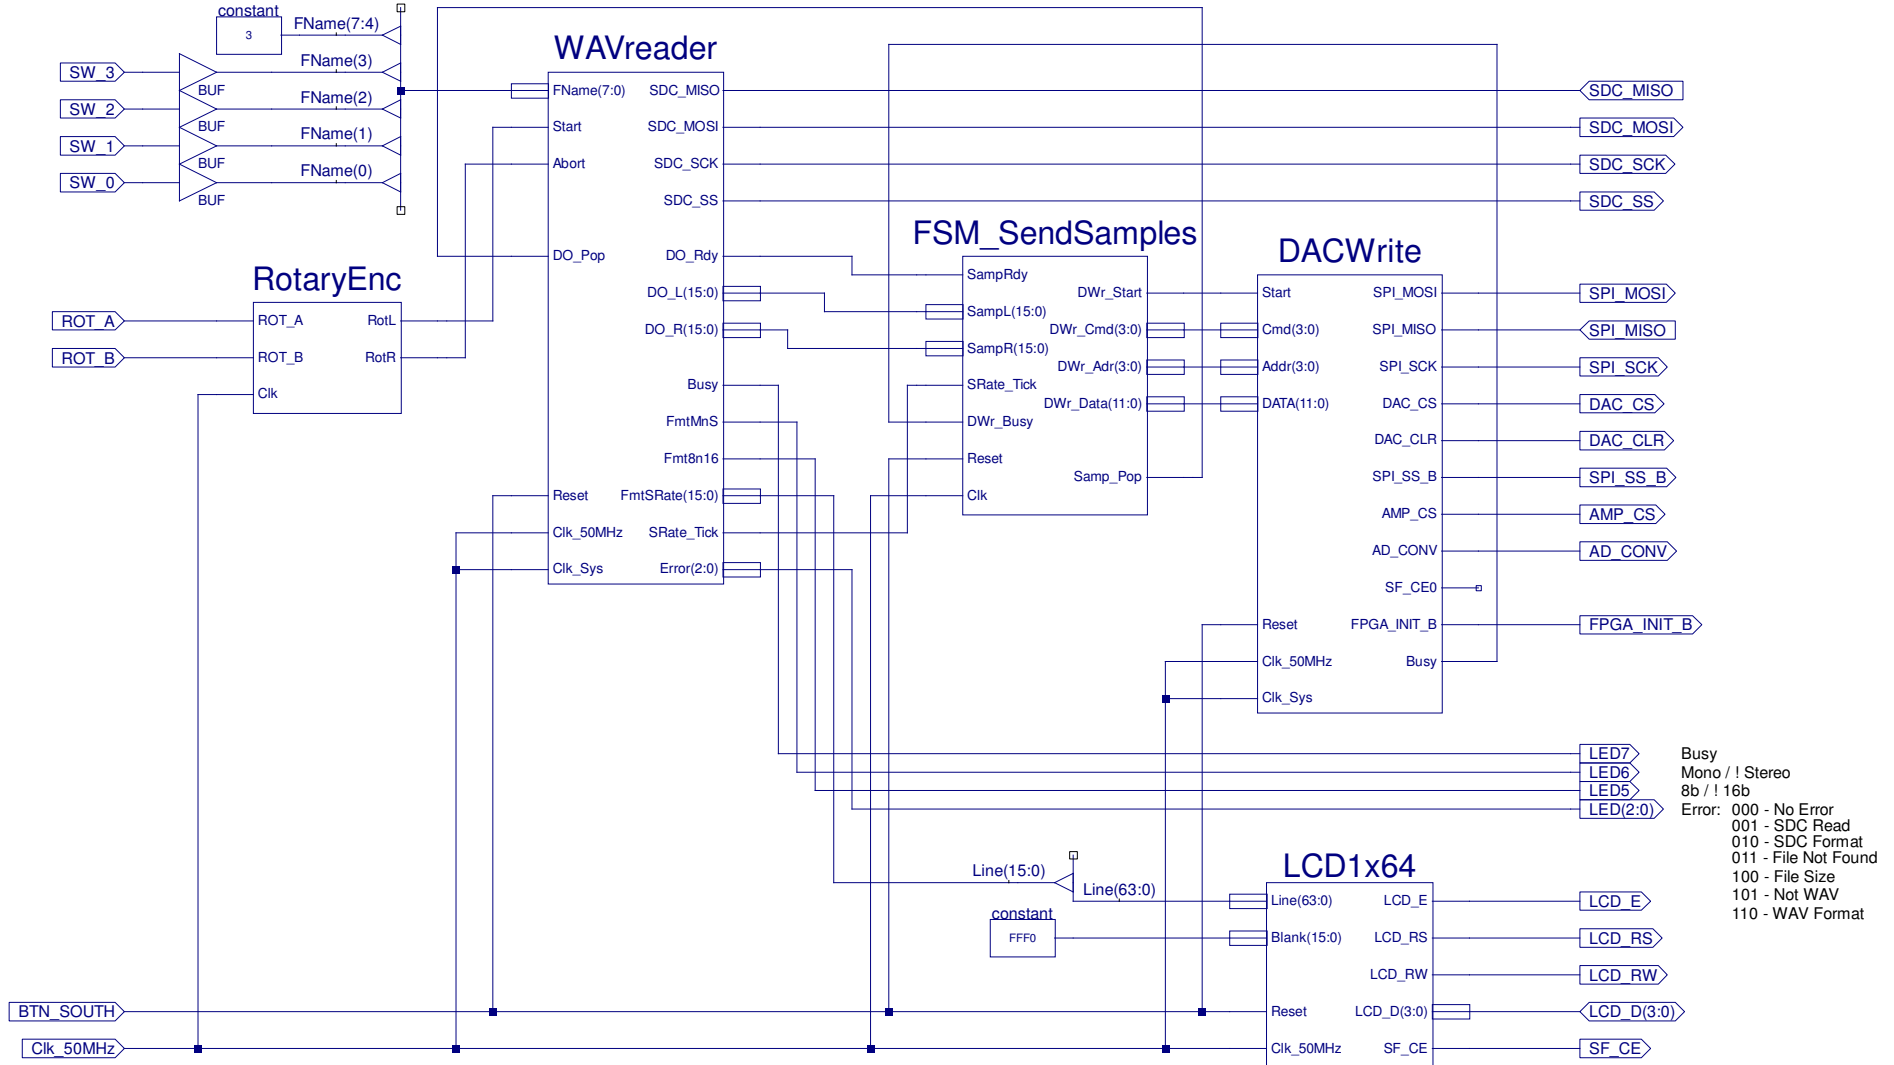 constant
3
FName(7:4)
SW_3
BUF
FName(3)
SW_2
BUF
FName(2)
SW_1
BUF
FName(1)
SW_0
BUF
FName(0)
RotaryEnc
ROT_A
ROT_B
ROT_A
ROT_B
Clk
RotL
RotR
WAVreader
FName(7:0)
Start
Abort
DO_Pop
Reset
Clk_50MHz
Clk_Sys
SDC_MISO
SDC_MOSI
SDC_SCK
SDC_SS
DO_Rdy
DO_L(15:0)
DO_R(15:0)
Busy
FmtMnS
Fmt8n16
FmtSRate(15:0)
SRate_Tick
Error(2:0)
FSM_SendSamples
SampRdy
SampL(15:0)
SampR(15:0)
SRate_Tick
DWr_Busy
Reset
Clk
DWr_Start
DWr_Cmd(3:0)
DWr_Adr(3:0)
DWr_Data(11:0)
Samp_Pop
DACWrite
Start
Cmd(3:0)
Addr(3:0)
DATA(11:0)
Reset
Clk_50MHz
Clk_Sys
SPI_MOSI
SPI_MISO
SPI_SCK
DAC_CS
DAC_CLR
SPI_SS_B
AMP_CS
AD_CONV
SF_CE0
FPGA_INIT_B
Busy
SDC_MISO
SDC_MOSI
SDC_SCK
SDC_SS
SPI_MOSI
SPI_MISO
SPI_SCK
DAC_CS
DAC_CLR
SPI_SS_B
AMP_CS
AD_CONV
FPGA_INIT_B
LED7
Busy
LED6
Mono / ! Stereo
LED5
8b / ! 16b
LED(2:0)
Error: 000 - No Error
001 - SDC Read
010 - SDC Format
011 - File Not Found
100 - File Size
101 - Not WAV
110 - WAV Format
Line(15:0)
Line(63:0)
constant
FFF0
LCD1x64
Line(63:0)
Blank(15:0)
Reset
Clk_50MHz
LCD_E
LCD_RS
LCD_RW
LCD_D(3:0)
SF_CE
LCD_E
LCD_RS
LCD_RW
LCD_D(3:0)
SF_CE
BTN_SOUTH
Clk_50MHz